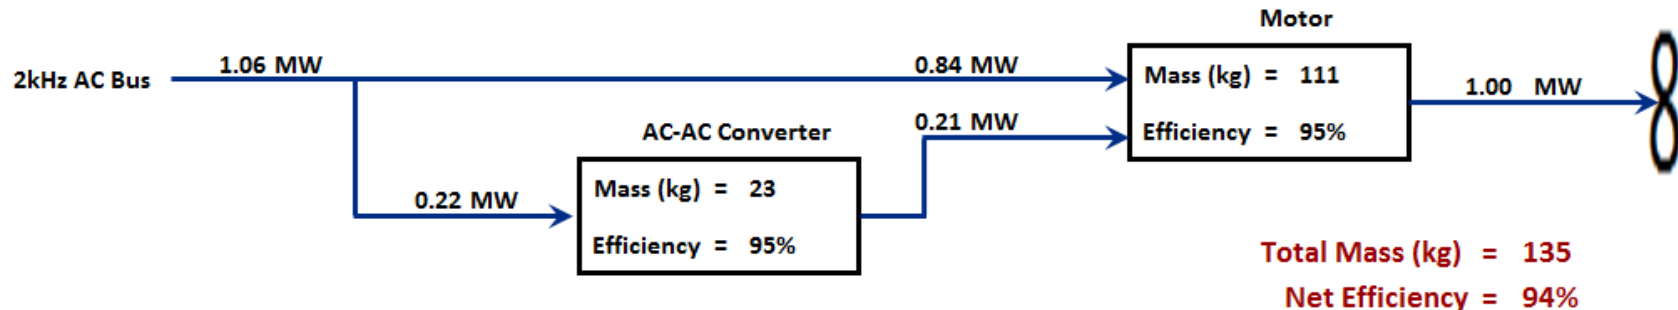 Motor
2kHz AC Bus
1.06 MW
0.84 MW
Mass (kg) = 111
Efficiency = 95%
1.00 MW
0.21 MW
AC-AC Converter
0.22 MW
Mass (kg) = 23
Efficiency = 95%
Total Mass (kg) = 135
Net Efficiency = 94%